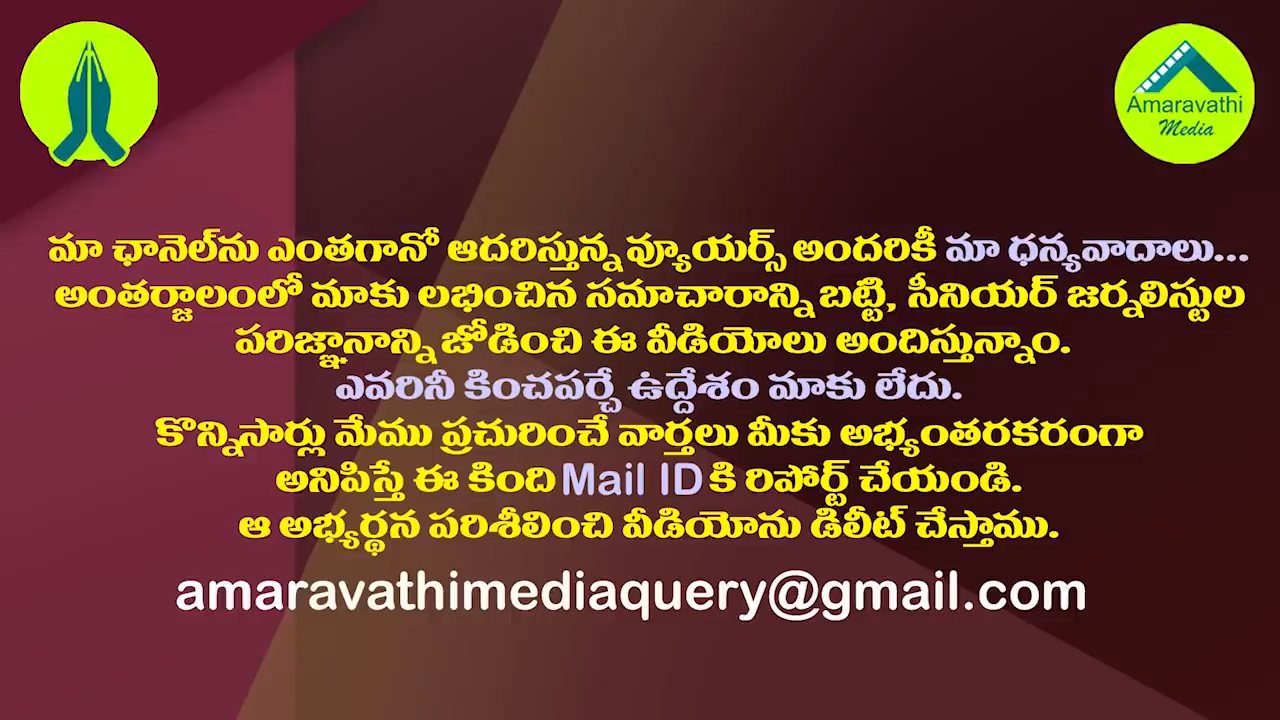 Amaravathi
Media
మా ఛానెల్‌ను ఎంతగానో ఆదరిస్తున్న వ్యూయర్స్ అందరికీ మా ధన్యవాదాలు...
అంతర్జాలంలో మాకు లభించిన సమాచారాన్ని బట్టి, సీనియర్ జర్నలిస్టుల
పరిజ్ఞానాన్ని జోడించి ఈ వీడియోలు అందిస్తున్నాం.
ఎవరినీ కించపర్చే ఉద్దేశం మాకు లేదు.
కొన్నిసార్లు మేము ప్రచురించే వార్తలు మీకు అభ్యంతరకరంగా
అనిపిస్తే ఈ కింది Mail ID కి రిపోర్ట్ చేయండి.
ఆ అభ్యర్థన పరిశీలించి వీడియోను డిలీట్ చేస్తాము.
amaravathimediaquery@gmail.com